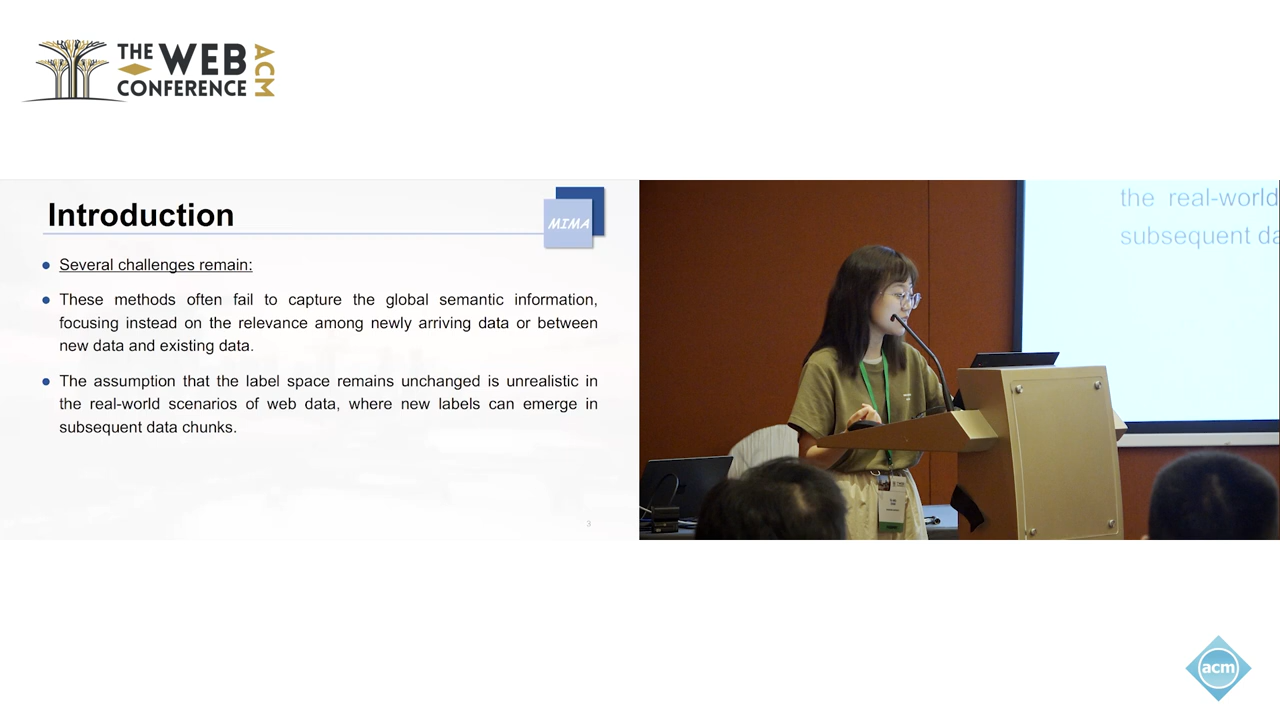 THE WEB
CONFERENCE
ACM
Introduction
MIMA
Several challenges remain:
These methods often fail to capture the global semantic information,
focusing instead on the relevance among newly arriving data or between
new data and existing data.
The assumption that the label space remains unchanged is unrealistic in
the real-world scenarios of web data, where new labels can emerge in
subsequent data chunks.
3
the real-world
subsequent da
acm